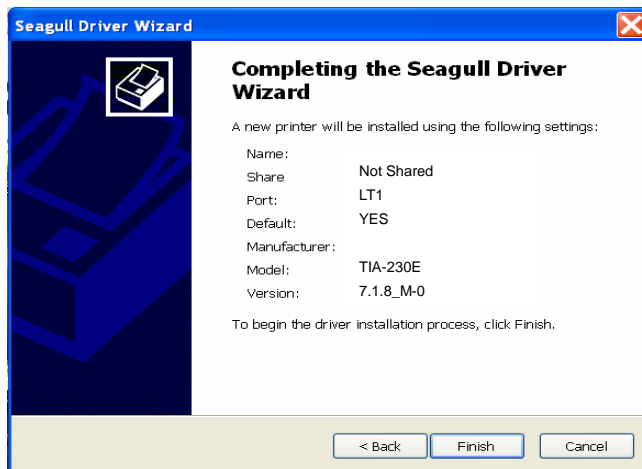 Seagull Driver Wizard
Completing the Seagull Driver
Wizard
A new printer will be installed using the following settings:
Name:
Share Not Shared
Port: LT1
Default: YES
Manufacturer:
Model: TIA-230E
Version: 7.1.8_M-0
To begin the driver installation process, click Finish.
< Back Finish Cancel